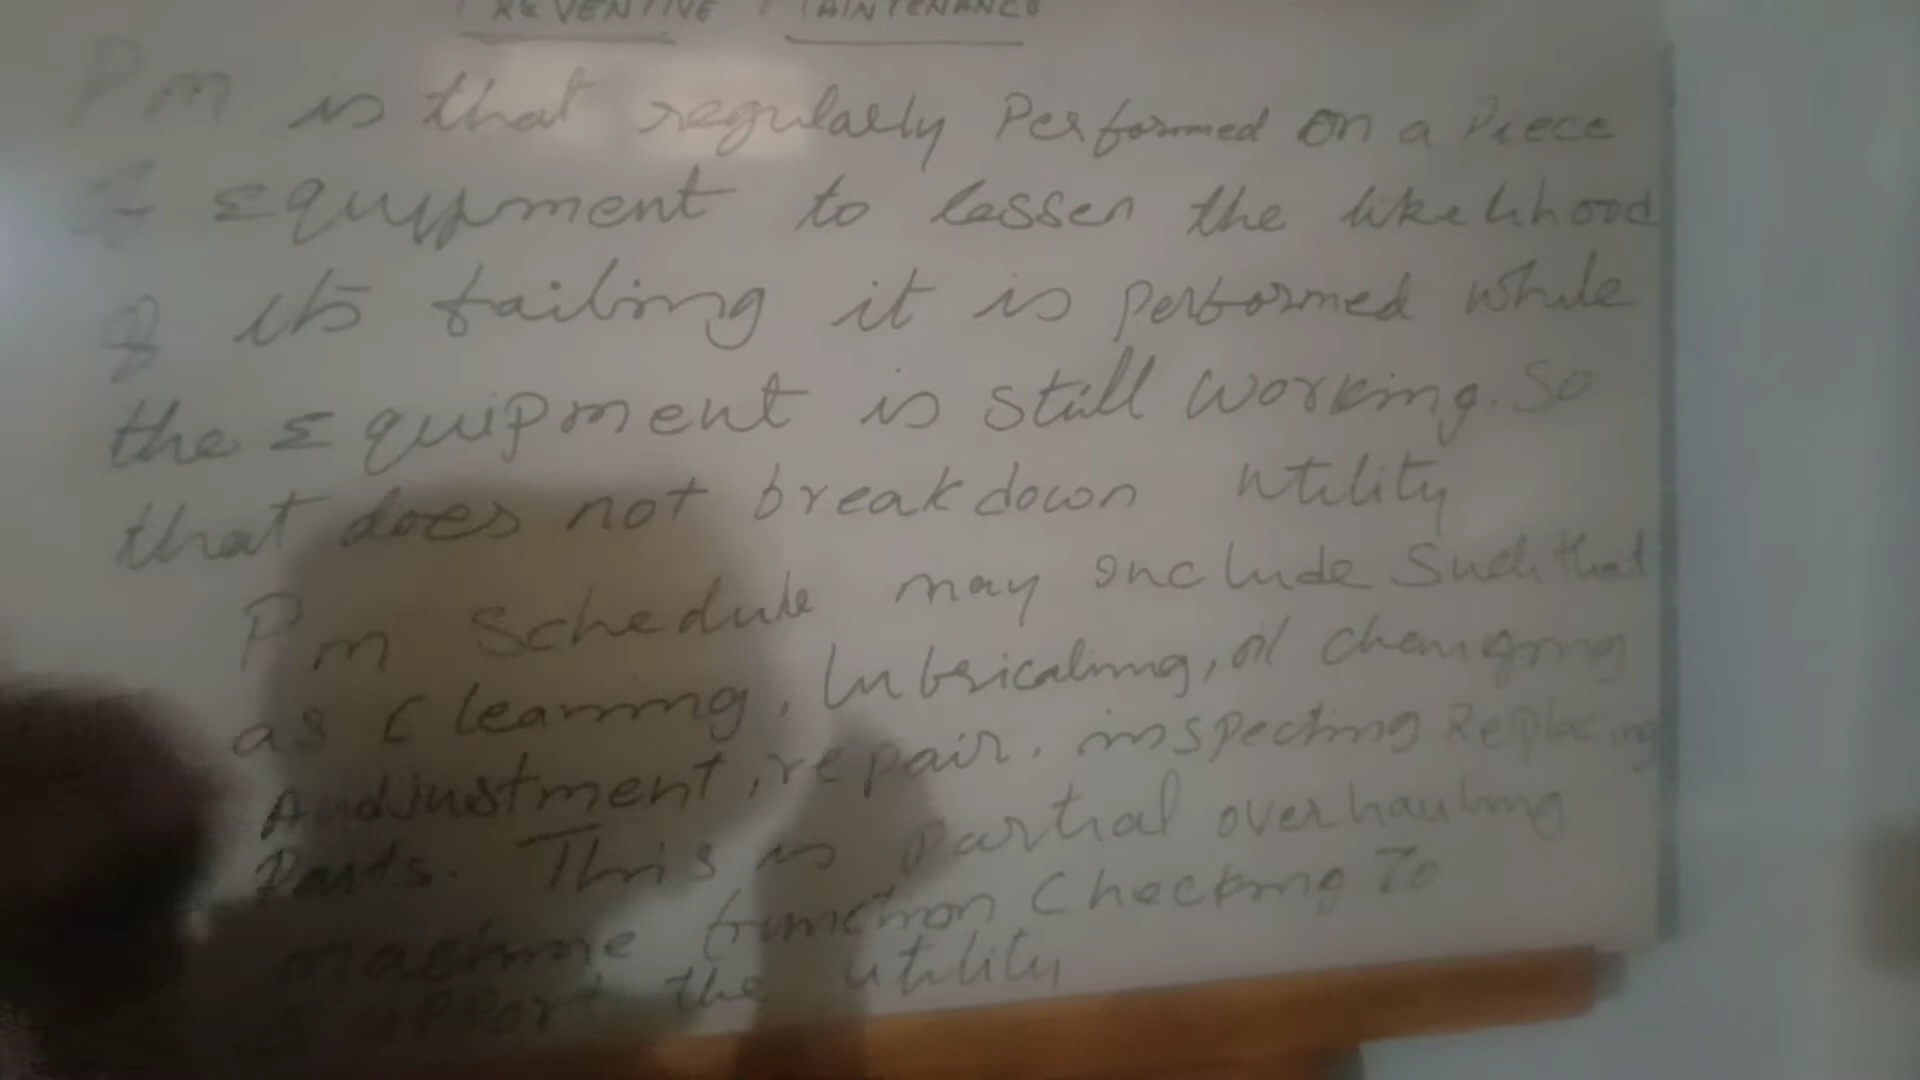 PREVENTIVE MAINTENANCE
Pm is that regularly Performed on a Piece
of Equipment to lessen the likelihood
of its failing it is performed while
the Equipment is still working. So
that does not breakdown utility
Pm Schedule may include Such that
as Cleaning, lubricating, oil changing
Andjustment, repair. inspecting Replacing
Parts. This is partial overhauling
machine function Checking To
support the utility